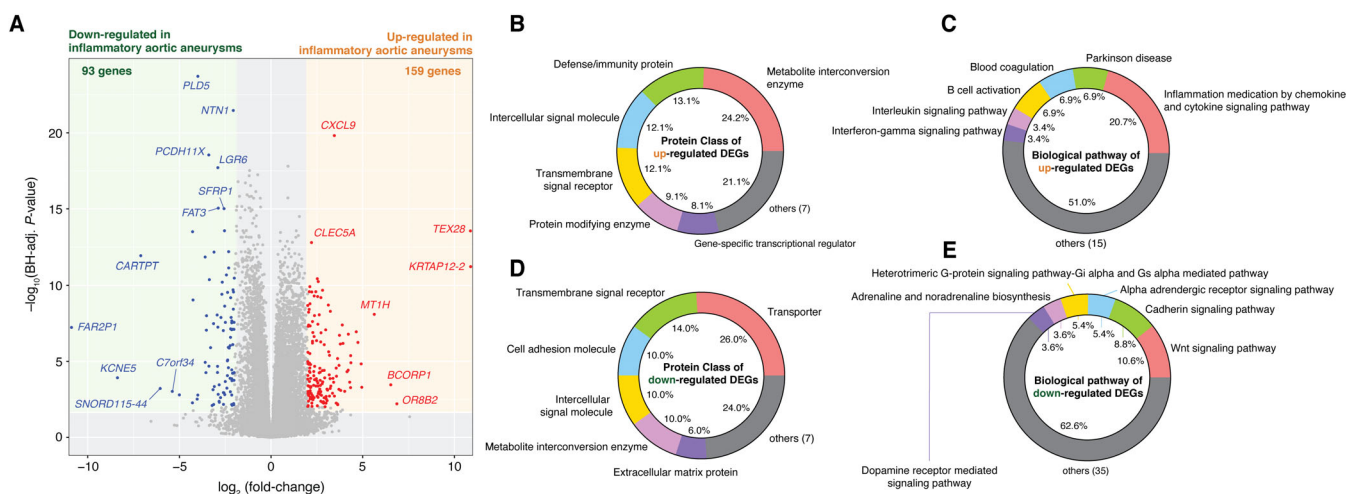 A
Down-regulated in
inflammatory aortic aneurysms
Up-regulated in
inflammatory aortic aneurysms
93 genes
159 genes
PLD5
NTN1
CXCL9
PCDH11X
LGR6
SFRP1
FAT3
CLEC5A
TEX28
CARTPT
KRTAP12-2
MT1H
FAR2P1
KCNE5
C7orf34
SNORD115-44
BCORP1
OR8B2
20
15
10
5
0
−log10(BH-adj. P-value)
−10
−5
0
5
10
log2 (fold-change)
B
Defense/immunity protein
Metabolite interconversion
enzyme
Intercellular signal molecule
Transmembrane
signal receptor
Protein modifying enzyme
Gene-specific transcriptional regulator
others (7)
13.1%
24.2%
12.1%
12.1%
9.1%
8.1%
21.1%
Protein Class of
up-regulated DEGs
C
Parkinson disease
Blood coagulation
B cell activation
Interleukin signaling pathway
Interferon-gamma signaling pathway
Inflammation medication by chemokine
and cytokine signaling pathway
6.9%
6.9%
6.9%
20.7%
3.4%
3.4%
Biological pathway of
up-regulated DEGs
51.0%
others (15)
D
Transmembrane signal receptor
Transporter
Cell adhesion molecule
Intercellular
signal molecule
Metabolite interconversion enzyme
Extracellular matrix protein
others (7)
14.0%
26.0%
10.0%
10.0%
10.0%
6.0%
24.0%
Protein Class of
down-regulated DEGs
E
Heterotrimeric G-protein signaling pathway-Gi alpha and Gs alpha mediated pathway
Alpha adrendergic receptor signaling pathway
Adrenaline and noradrenaline biosynthesis
Cadherin signaling pathway
Wnt signaling pathway
5.4%
5.4%
3.6%
3.6%
8.8%
10.6%
Biological pathway of
down-regulated DEGs
62.6%
others (35)
Dopamine receptor mediated
signaling pathway